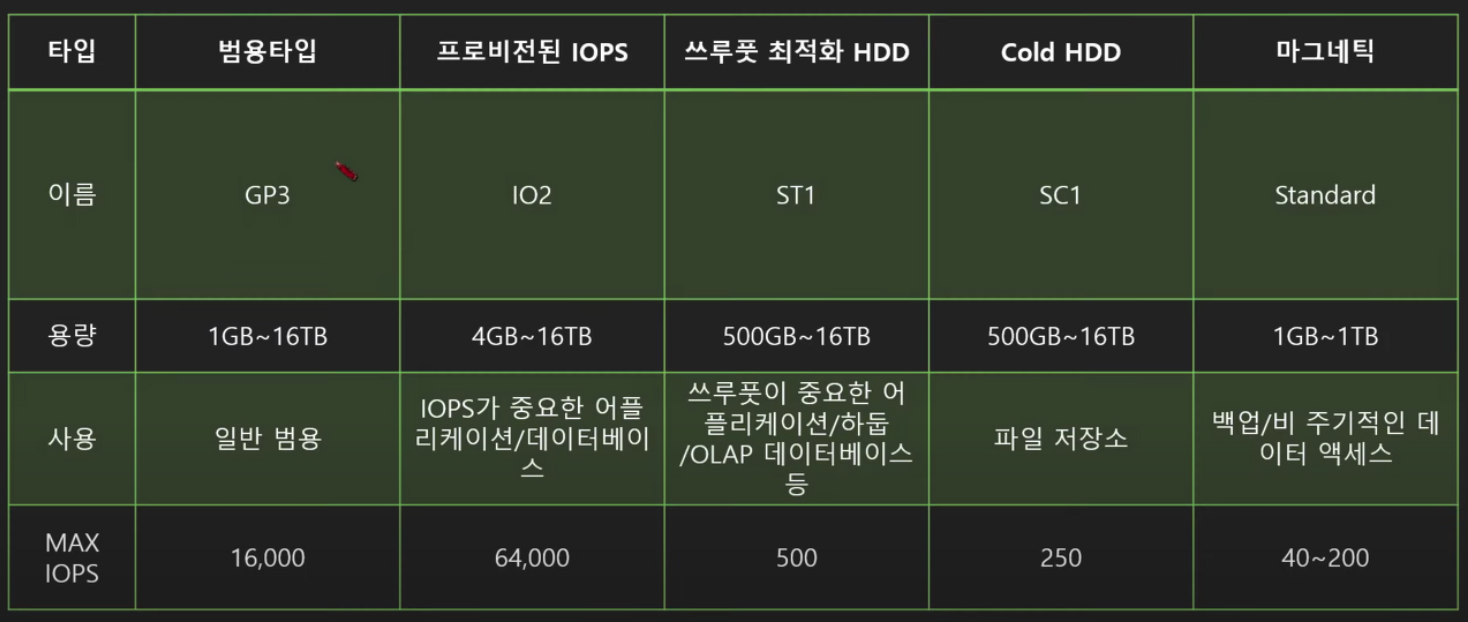 타입 범용타입 프로비전된 IOPS 쓰루풋 최적화 HDD Cold HDD 마그네틱
이름 GP3 IO2 ST1 SC1 Standard
용량 1GB~16TB 4GB~16TB 500GB~16TB 500GB~16TB 1GB~1TB
사용
일반 범용
IOPS가 중요한 어플
리케이션/데이터베이
스
쓰루풋이 중요한 어
플리케이션/하둡
/OLAP 데이터베이스
등
파일 저장소
백업/비 주기적인 데
이터 액세스
MAX
IOPS
16,000 64,000 500 250 40~200